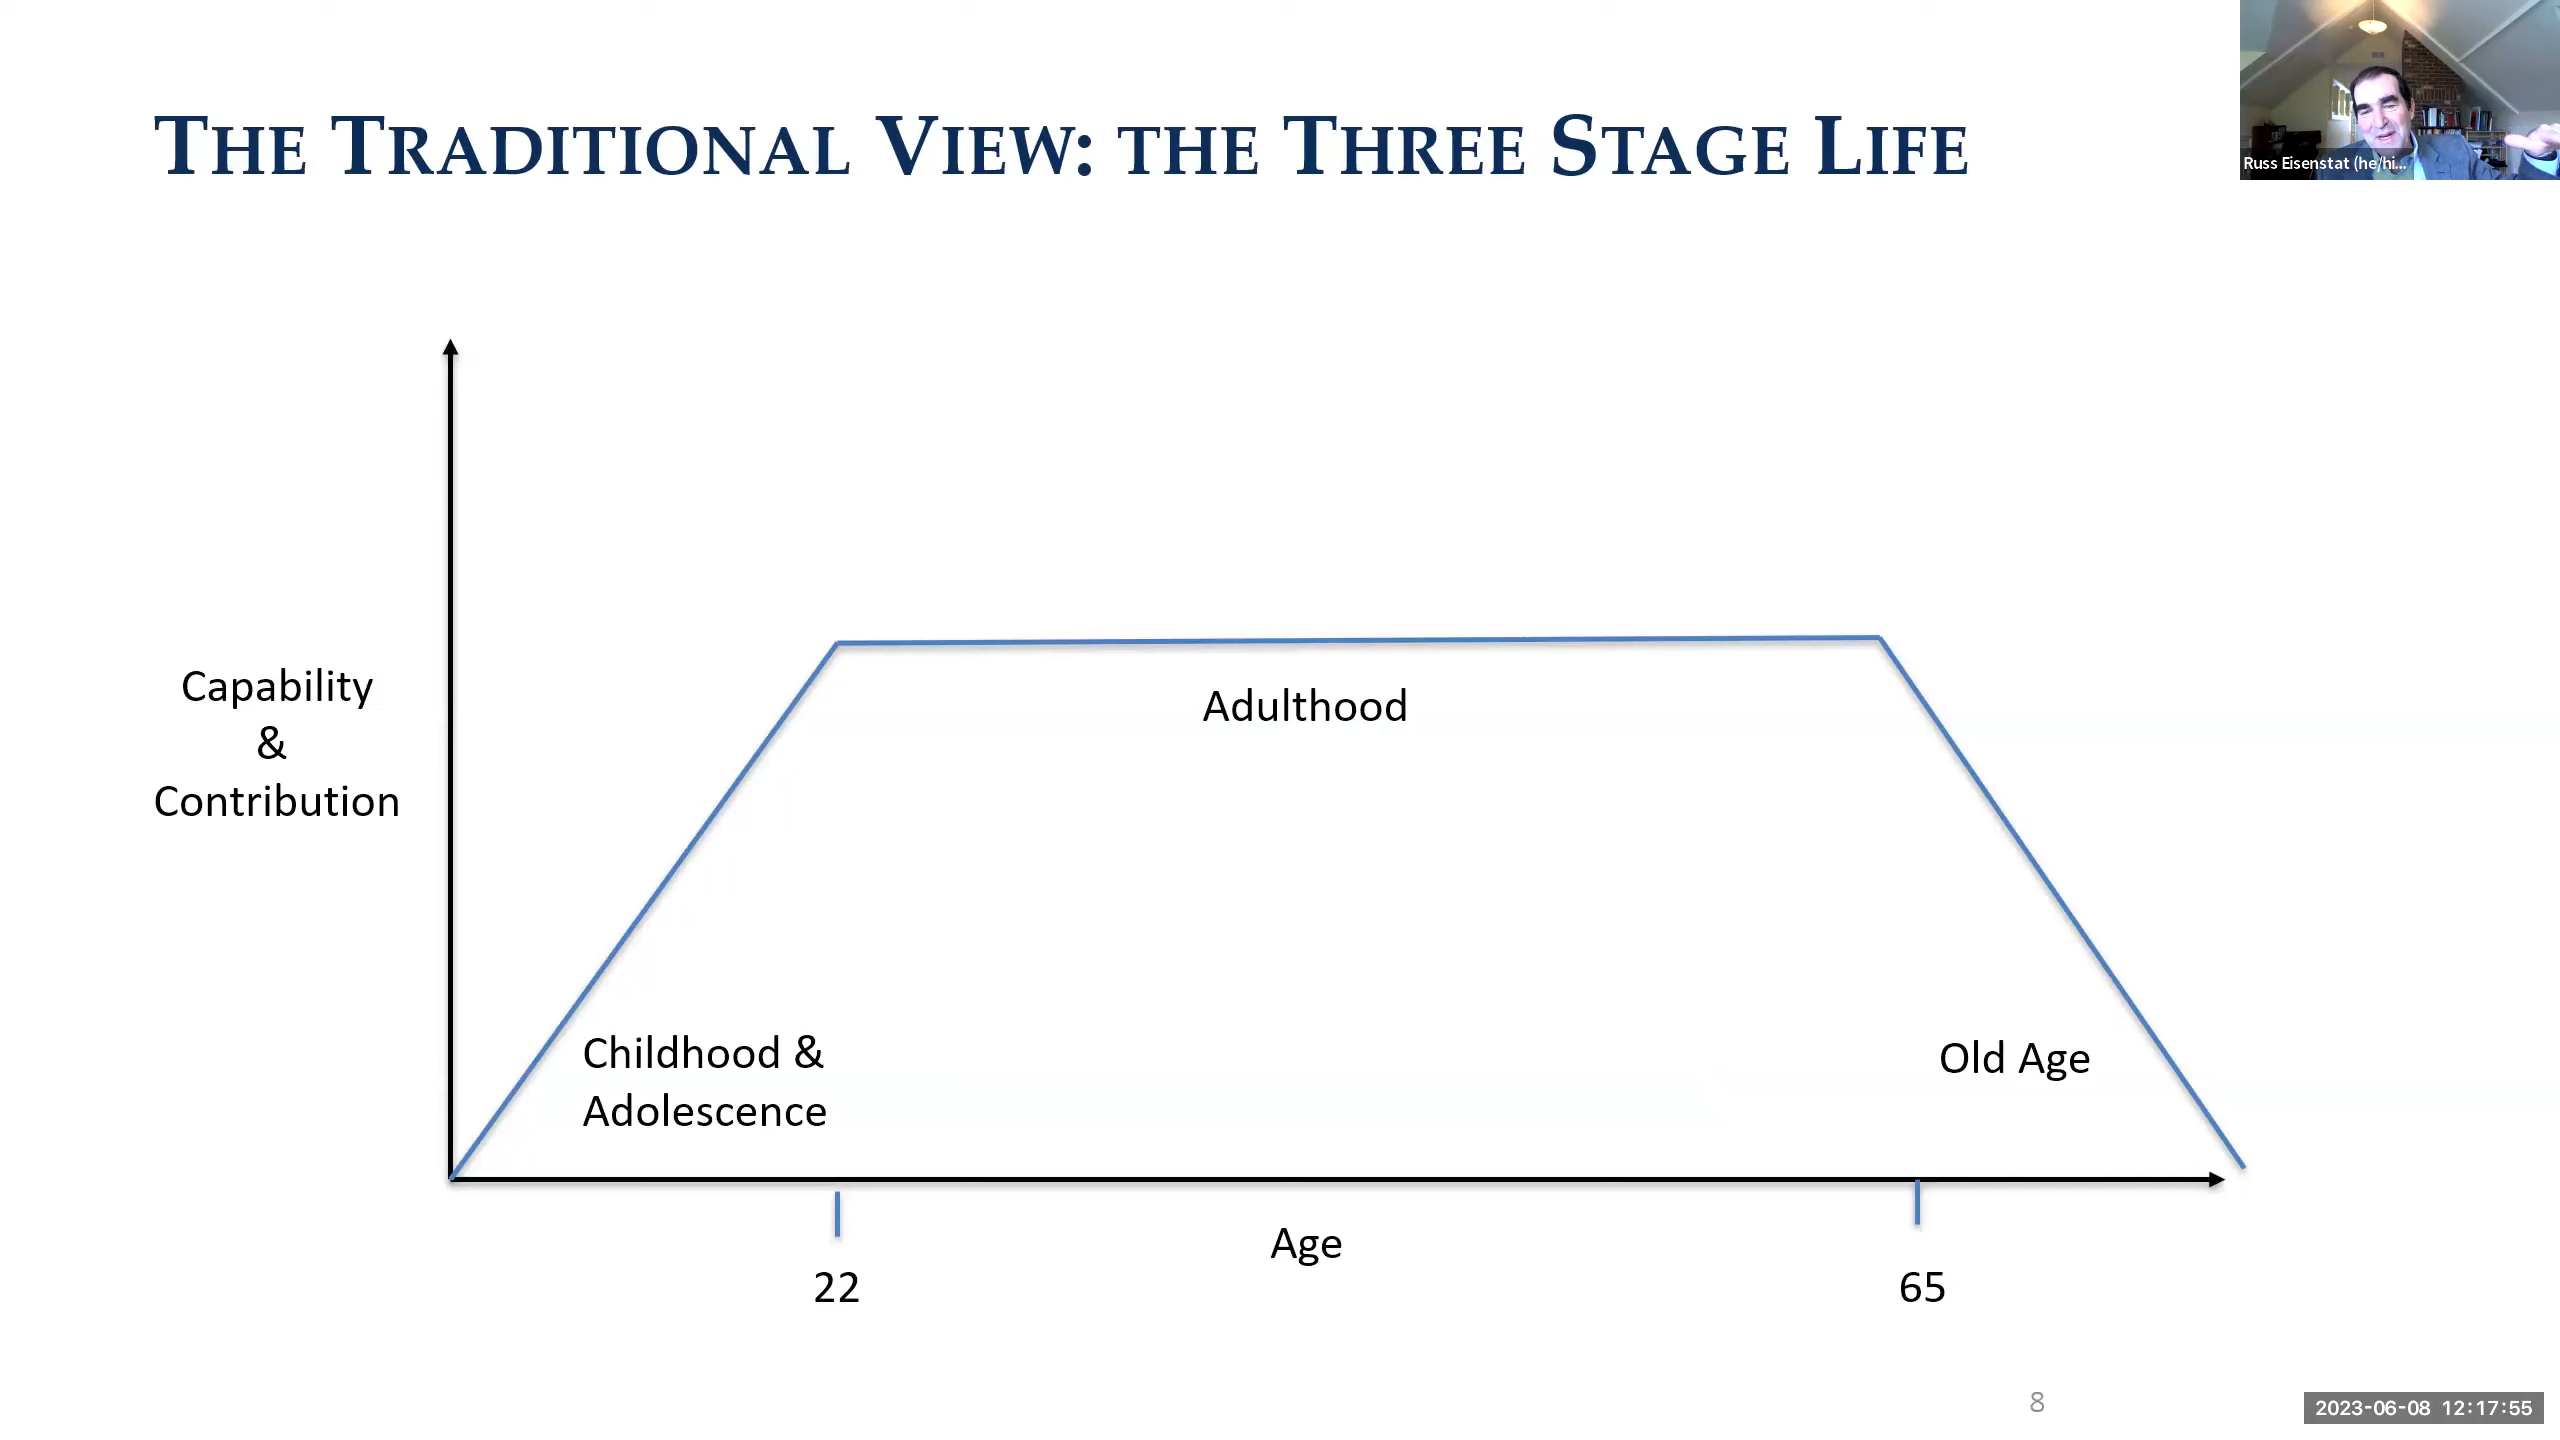 THE TRADITIONAL VIEW: THE THREE STAGE LIFE
Russ Eisenstat (he/hi...
Capability
&
Contribution
Adulthood
Childhood &
Adolescence
Old Age
Age
22
65
8
2023-06-08 12:17:55